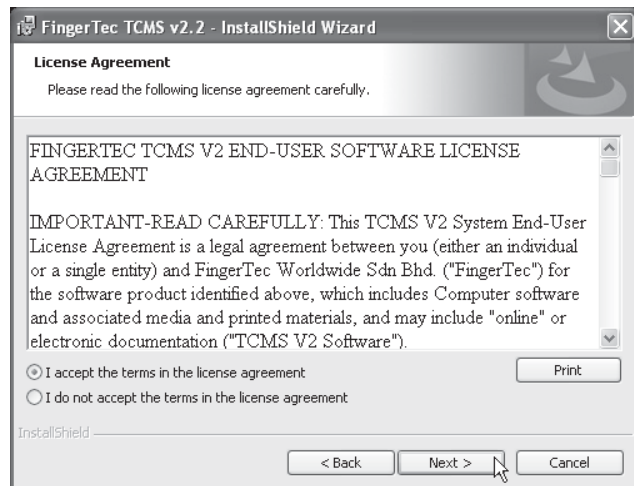 FingerTec TCMS v2.2 - InstallShield Wizard
License Agreement
Please read the following license agreement carefully.
FINGERTEC TCMS V2 END-USER SOFTWARE LICENSE
AGREEMENT
IMPORTANT-READ CAREFULLY: This TCMS V2 System End-User
License Agreement is a legal agreement between you (either an individual
or a single entity) and FingerTec Worldwide Sdn Bhd. ("FingerTec") for
the software product identified above, which includes Computer software
and associated media and printed materials, and may include "online" or
electronic documentation ("TCMS V2 Software").
I accept the terms in the license agreement
Print
I do not accept the terms in the license agreement
InstallShield
< Back
Next >
Cancel